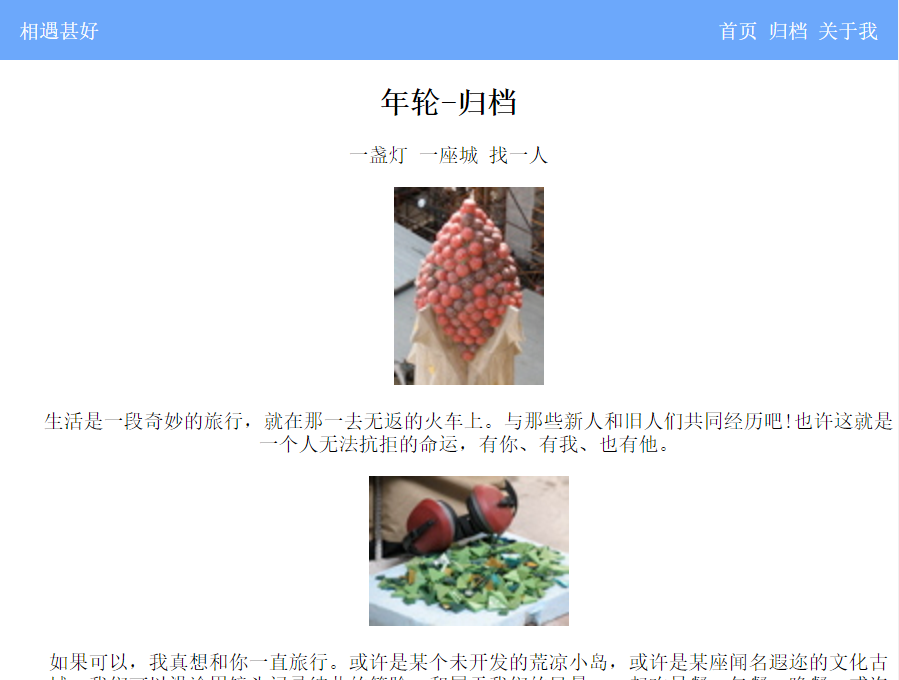 相遇甚好
首页 归档 关于我
年轮-归档
一盏灯 一座城 找一人
生活是一段奇妙的旅行，就在那一去无返的火车上。与那些新人和旧人们共同经历吧!也许这就是
一个人无法抗拒的命运，有你、有我、也有他。
如果可以，我真想和你一直旅行。或许是某个未开发的荒凉小岛，或许是某座闻名遐迩的文化古